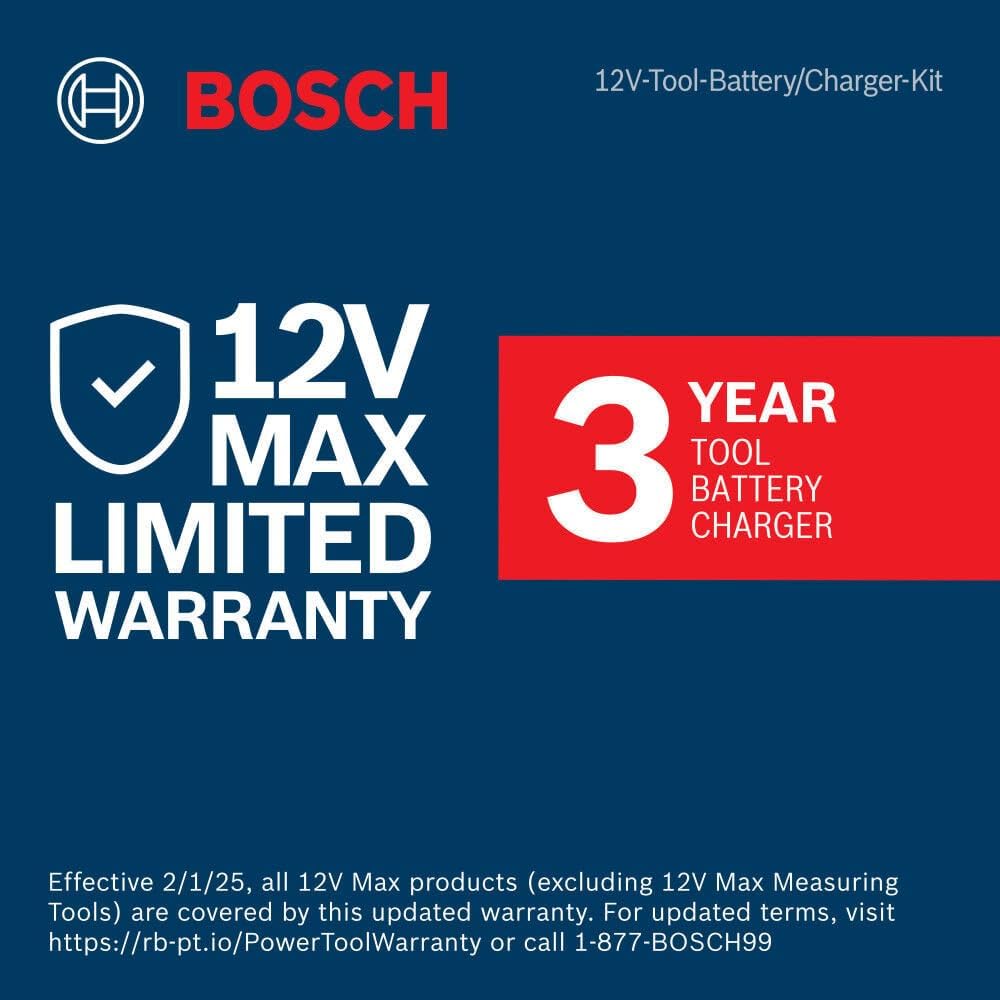 BOSCH
12V-Tool-Battery/Charger-Kit
12V
MAX
LIMITED
WARRANTY
3 YEAR
TOOL
BATTERY
CHARGER
Effective 2/1/25, all 12V Max products (excluding 12V Max Measuring
Tools) are covered by this updated warranty. For updated terms, visit
https://rb-pt.io/PowerToolWarranty or call 1-877-BOSCH99